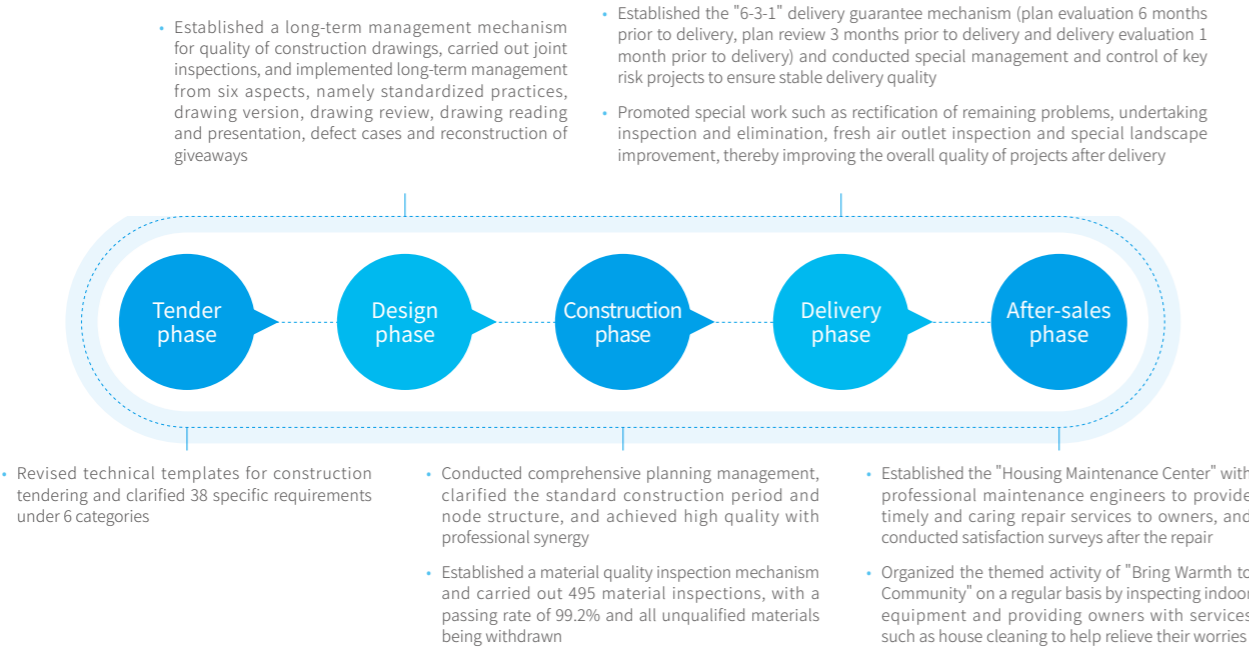 • Established a long-term management mechanism
for quality of construction drawings, carried out joint
inspections, and implemented long-term management
from six aspects, namely standardized practices,
drawing version, drawing review, drawing reading
and presentation, defect cases and reconstruction of
giveaways
• Established the "6-3-1" delivery guarantee mechanism (plan evaluation 6 months
prior to delivery, plan review 3 months prior to delivery and delivery evaluation 1
month prior to delivery) and conducted special management and control of key
risk projects to ensure stable delivery quality
• Promoted special work such as rectification of remaining problems, undertaking
inspection and elimination, fresh air outlet inspection and special landscape
improvement, thereby improving the overall quality of projects after delivery
Tender
phase
Design
phase
Construction
phase
Delivery
phase
After-sales
phase
• Revised technical templates for construction
tendering and clarified 38 specific requirements
under 6 categories
• Conducted comprehensive planning management,
clarified the standard construction period and
node structure, and achieved high quality with
professional synergy
• Established a material quality inspection mechanism
and carried out 495 material inspections, with a
passing rate of 99.2% and all unqualified materials
being withdrawn
• Established the "Housing Maintenance Center" with
professional maintenance engineers to provide
timely and caring repair services to owners, and
conducted satisfaction surveys after the repair
• Organized the themed activity of "Bring Warmth to
Community" on a regular basis by inspecting indoor
equipment and providing owners with services
such as house cleaning to help relieve their worries